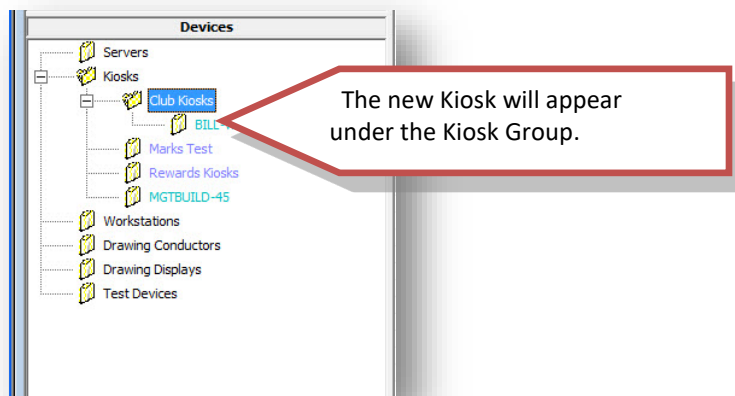 Devices
Servers
Kiosks
Club Kiosks
BILL-
Marks Test
Rewards Kiosks
MGTBUILD-45
Workstations
Drawing Conductors
Drawing Displays
Test Devices
The new Kiosk will appear
under the Kiosk Group.